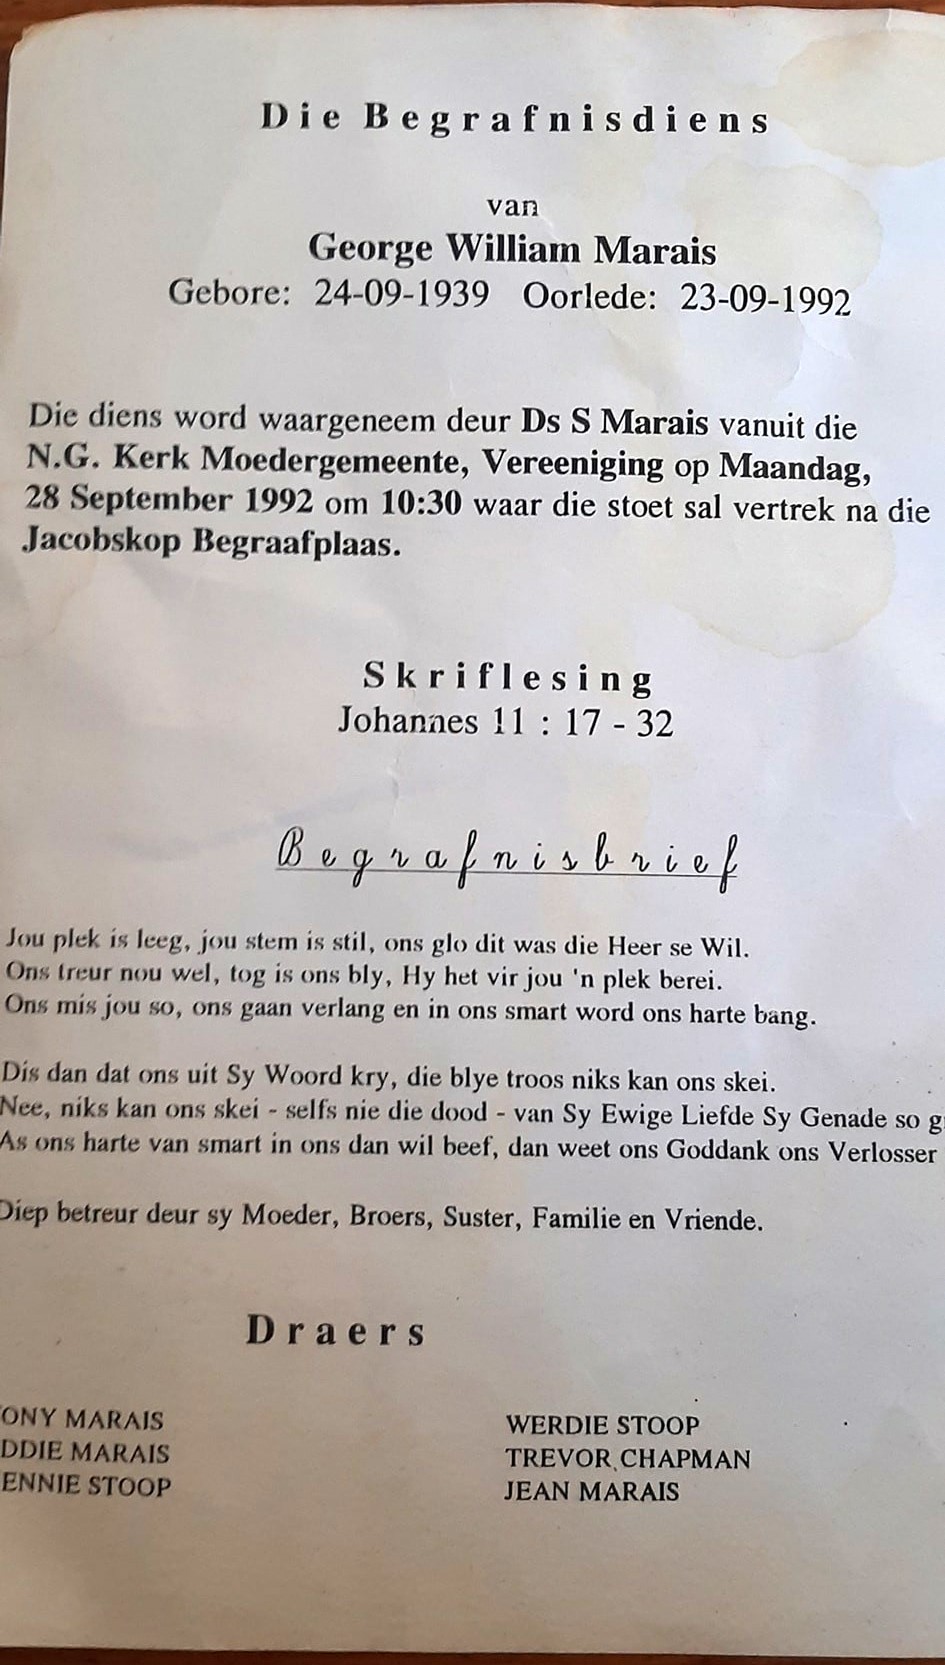 Die Begrafnisdiens
van
George William Marais
Gebore: 24-09-1939 Oorlede: 23-09-1992
Die diens word waargeneem deur Ds S Marais vanuit die
N.G. Kerk Moedergemeente, Vereeniging op Maandag,
28 September 1992 om 10:30 waar die stoet sal vertrek na die
Jacobskop Begraafplaas.
Skriflesing
Johannes 11 : 17 - 32
Begrafnisbrief
Jou plek is leeg, jou stem is stil, ons glo dit was die Heer se Wil.
Ons treur nou wel, tog is ons bly, Hy het vir jou 'n plek berei.
Ons mis jou so, ons gaan verlang en in ons smart word ons harte bang.
Dis dan dat ons uit Sy Woord kry, die blye troos niks kan ons skei.
Nee, niks kan ons skei - selfs nie die dood - van Sy Ewige Liefde Sy Genade so
As ons harte van smart in ons dan wil beef, dan weet ons Goddank ons Verlosser
Diep betreur deur sy Moeder, Broers, Suster, Familie en Vriende.
Draers
MARAIS
MARAIS
STOOP
WERDIE STOOP
TREVOR CHAPMAN
JEAN MARAIS